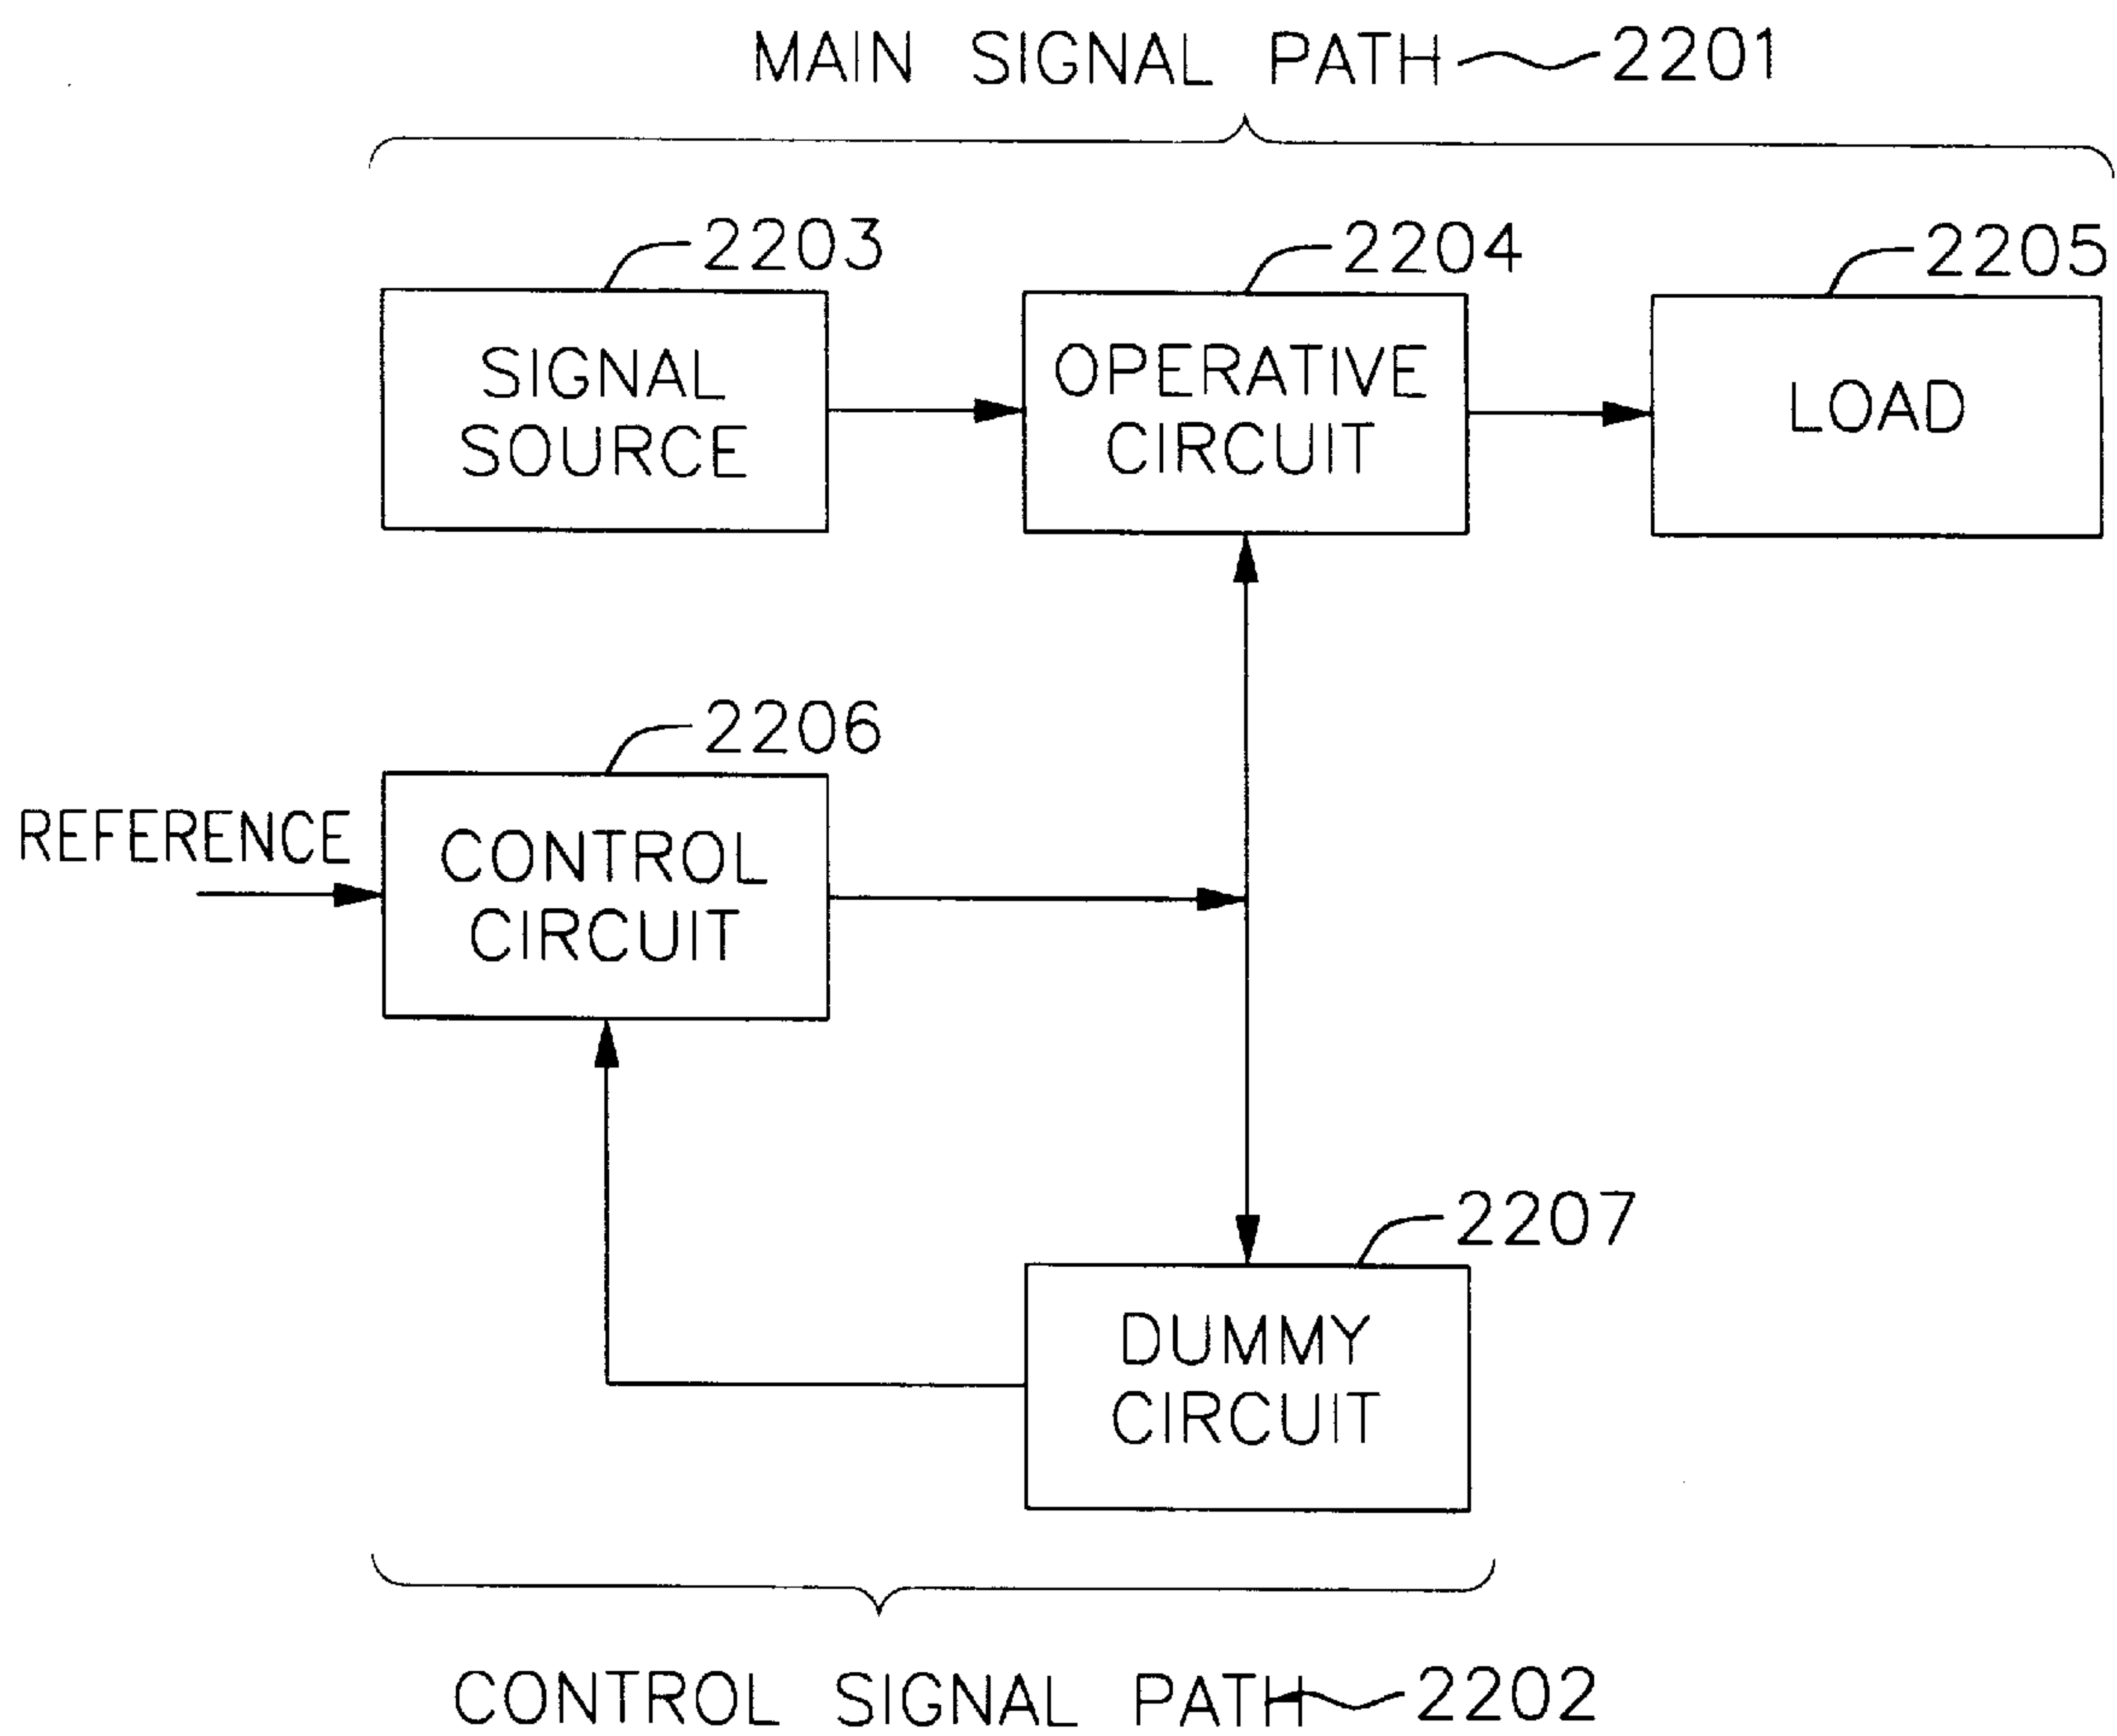 MAIN SIGNAL PATH 2201
2203
2204
2205
SIGNAL
SOURCE
OPERATIVE
CIRCUIT
LOAD
2206
REFERENCE
CONTROL
CIRCUIT
2207
DUMMY
CIRCUIT
CONTROL SIGNAL PATH 2202